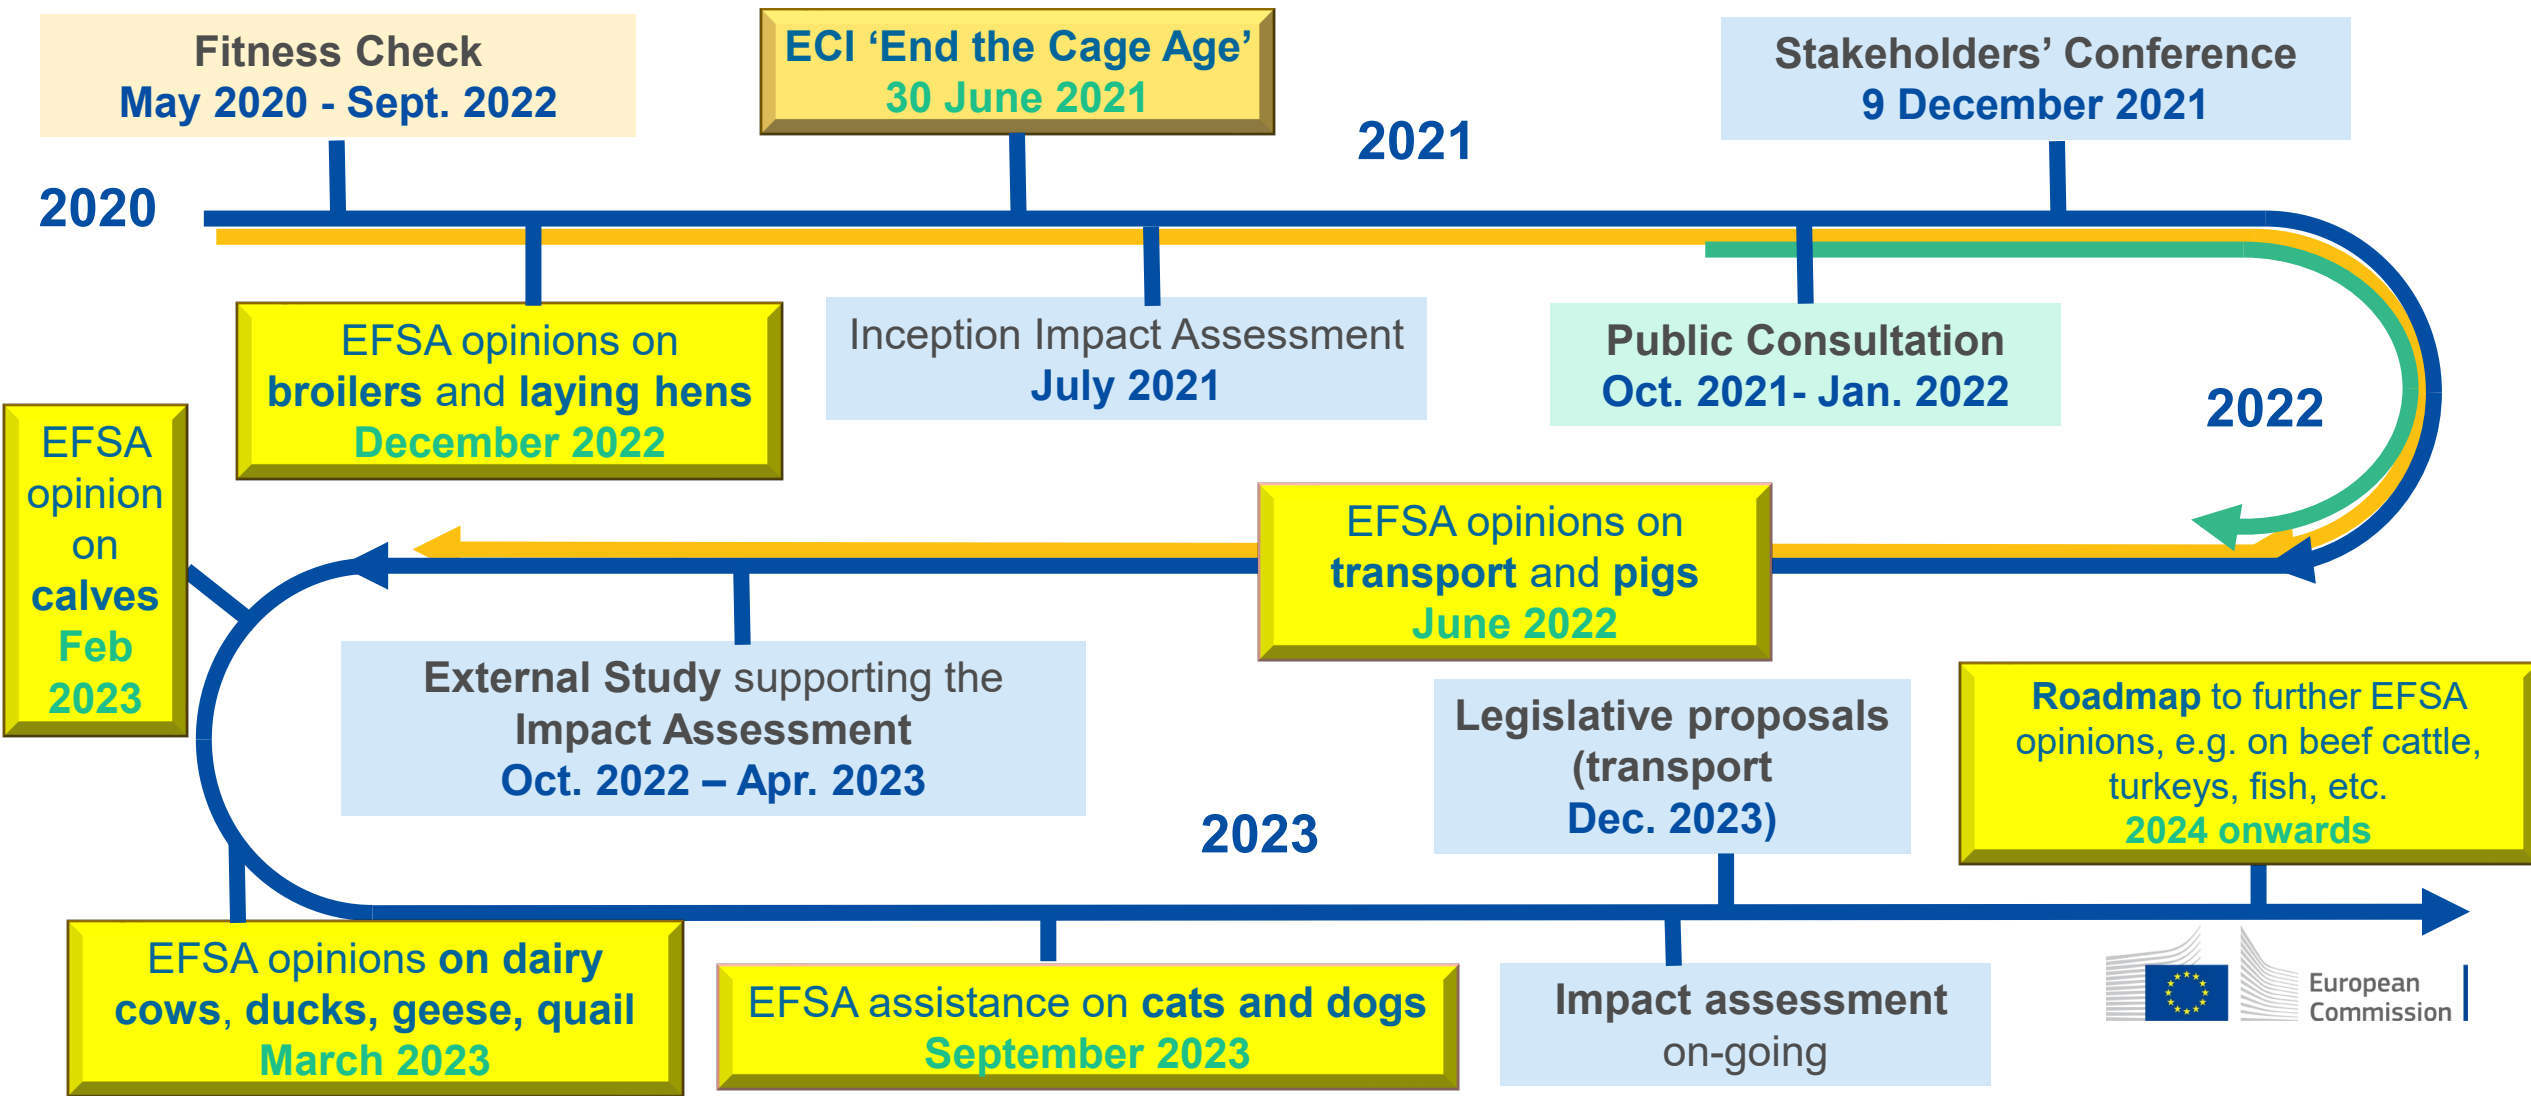 Fitness Check
May 2020 - Sept. 2022
ECI ‘End the Cage Age’
30 June 2021
2021
Stakeholders’ Conference
9 December 2021
2020
EFSA opinions on
broilers and laying hens
December 2022
Inception Impact Assessment
July 2021
Public Consultation
Oct. 2021- Jan. 2022
2022
EFSA
opinion
on
calves
Feb
2023
EFSA opinions on
transport and pigs
June 2022
External Study supporting the
Impact Assessment
Oct. 2022 – Apr. 2023
2023
Legislative proposals
(transport
Dec. 2023)
Roadmap to further EFSA
opinions, e.g. on beef cattle,
turkeys, fish, etc.
2024 onwards
EFSA opinions on dairy
cows, ducks, geese, quail
March 2023
EFSA assistance on cats and dogs
September 2023
Impact assessment
on-going
European
Commission